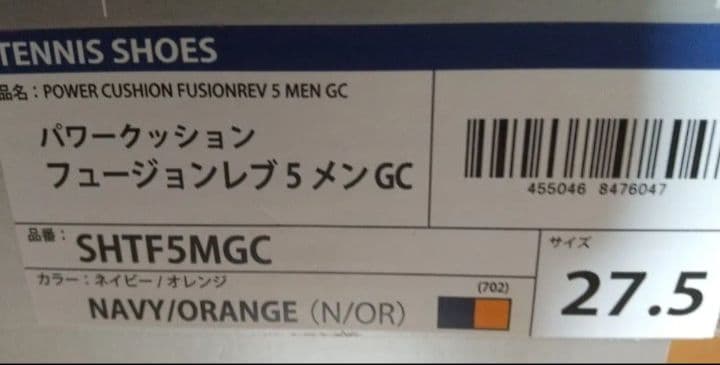 TENNIS SHOES
品名：POWER CUSHION FUSIONREV 5 MEN GC
パワークッション
フュージョンレブ 5 メン GC
455046 8476047
品番：
SHTF5MGC
サイズ
27.5
カラー：ネイビー/オレンジ
(702)
NAVY/ORANGE (N/OR)